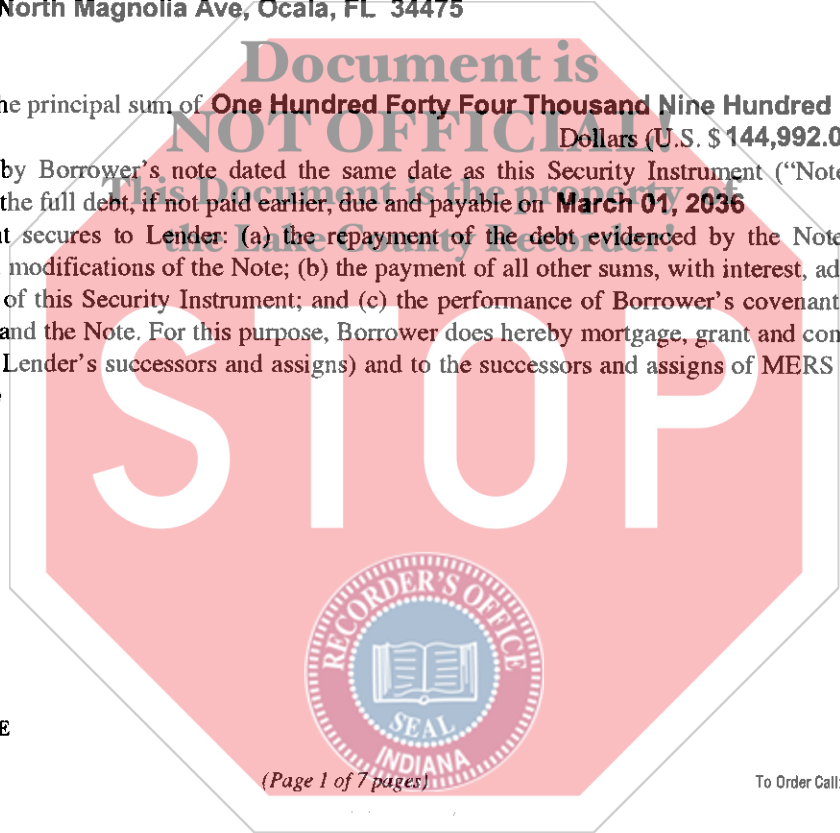 North Magnolia Ave, Ocala, FL 34475
Document is
he principal sum of One Hundred Forty Four Thousand Nine Hundred
NOT OFFICIAL!
Dollars (U.S. $ 144,992.0
by Borrower's note dated the same date as this Security Instrument (“Note
This Document is the property of
the full debt, if not paid earlier, due and payable on March 01, 2036
the Lake County Recorder!
t secures to Lender: (a) the repayment of the debt evidenced by the Note
modifications of the Note; (b) the payment of all other sums, with interest, ad
of this Security Instrument; and (c) the performance of Borrower's covenant
and the Note. For this purpose, Borrower does hereby mortgage, grant and con
Lender's successors and assigns) and to the successors and assigns of MERS
STOP
RECORDER'S OFFICE
SEAL
INDIANA
E
(Page 1 of 7 pages)
To Order Call: